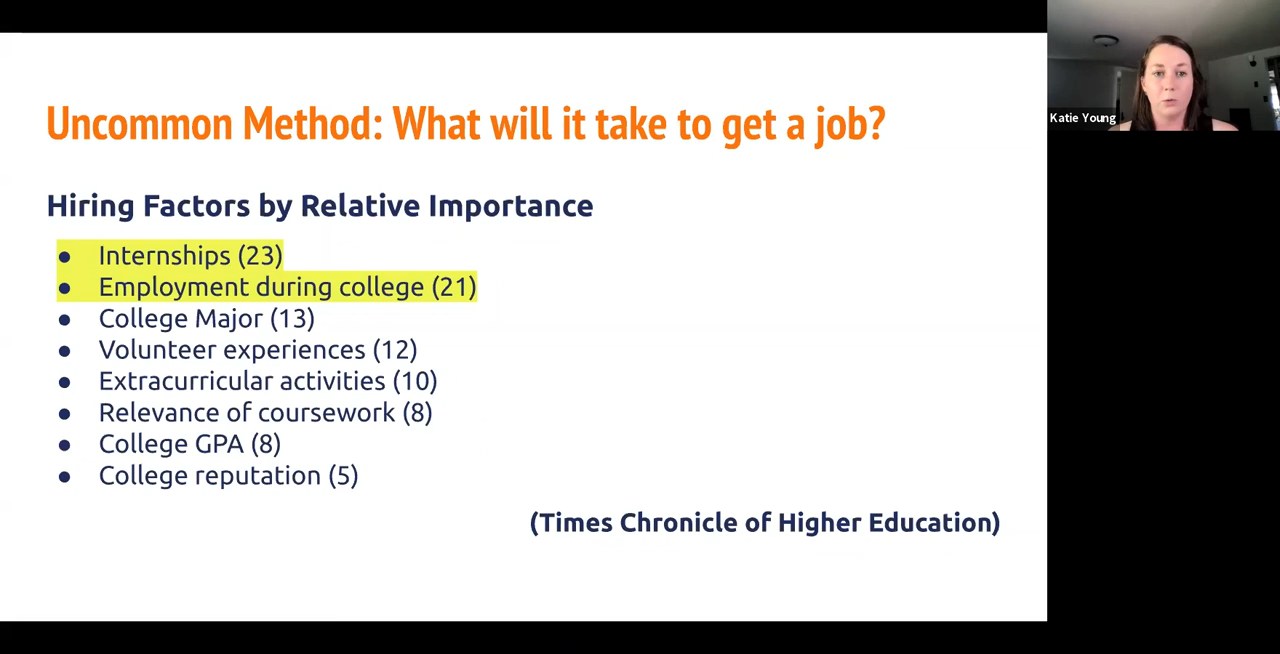 Uncommon Method: What will it take to get a job?
Hiring Factors by Relative Importance
● Internships (23)
● Employment during college (21)
● College Major (13)
● Volunteer experiences (12)
● Extracurricular activities (10)
● Relevance of coursework (8)
● College GPA (8)
● College reputation (5)
(Times Chronicle of Higher Education)
Katie Young